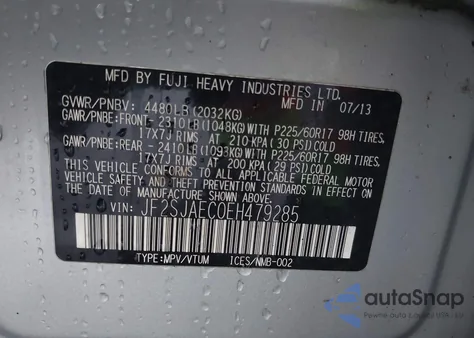 MFD BY FUJI HEAVY INDUSTRIES LTD.
GVWR/PNBV: 4480LB(2032KG) IN 07/13
GAWR/PNBE:FRONT- 2310LB(1048KG)WITH P225/60R17 98H TIRES,
17X7J RIMS AT 210 KPA(30 PSI)COLD
GAWR/PNBE:REAR - 2410LB(1093KG)WITH P225/60R17 98H TIRES,
17X7J RIMS AT 200 KPA(29 PSI)COLD
THIS VEHICLE CONFORMS TO ALL APPLICABLE FEDERAL MOTOR
VEHICLE SAFETY STANDARDS IN EFFECT ON THE
DATE OF MANUFACTURE SHOWN ABOVE.
VIN: JF2SJAEC0EH479285
TYPE:MPV/VTUM ICES/NMB-002
autoSnap
Pewne auta z Ameryki